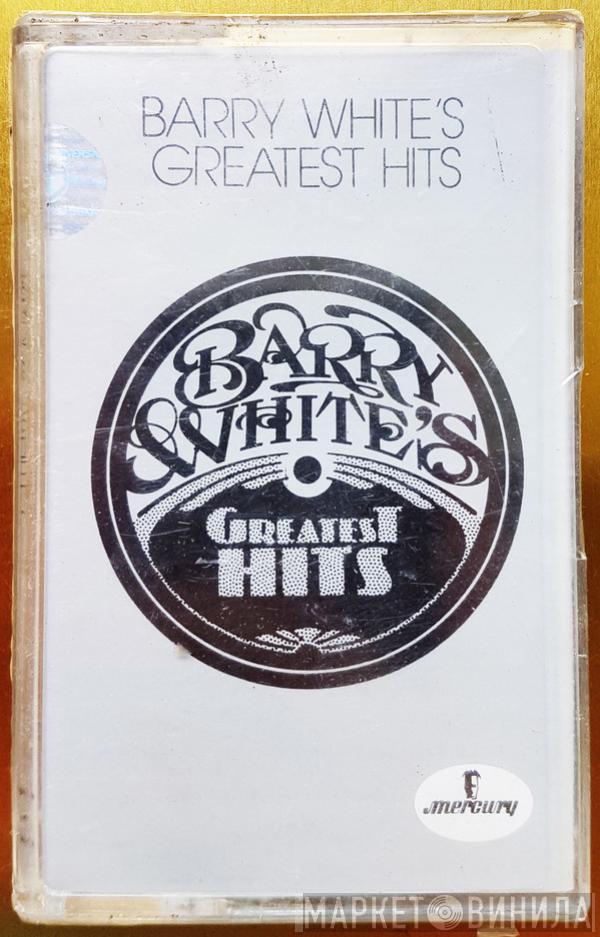 BARRY WHITE'S
GREATEST HITS
BARRY
WHITE'S
GREATEST
HITS
mercury
МАРКЕТ ВИНИЛА